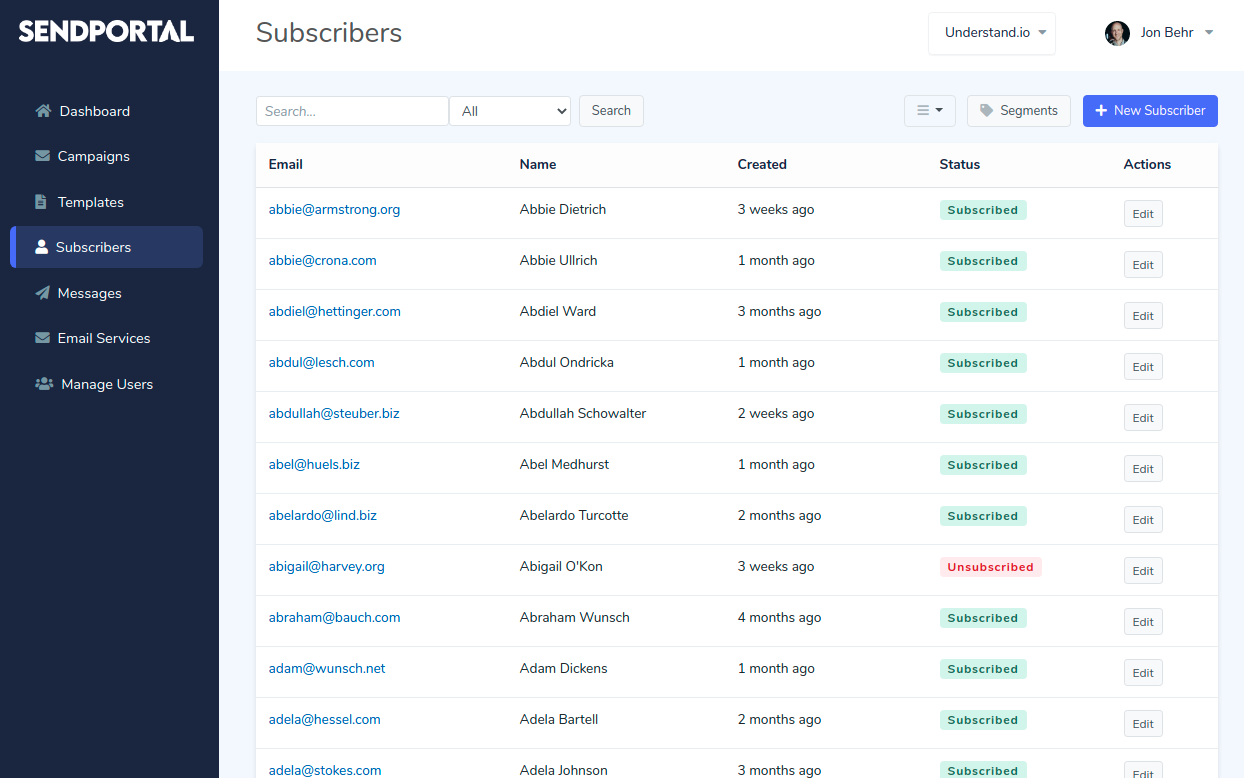 SENDPORTAL
Subscribers
Understand.io
Jon Behr
Dashboard
Campaigns
Templates
Subscribers
Messages
Email Services
Manage Users
Search... All Search Segments New Subscriber
Email Name Created Status Actions
abbie@armstrong.org Abbie Dietrich 3 weeks ago Subscribed Edit
abbie@crona.com Abbie Ullrich 1 month ago Subscribed Edit
abdiel@hettinger.com Abdiel Ward 3 months ago Subscribed Edit
abdul@lesch.com Abdul Ondricka 1 month ago Subscribed Edit
abdullah@steuber.biz Abdullah Schowalter 2 weeks ago Subscribed Edit
abel@huels.biz Abel Medhurst 1 month ago Subscribed Edit
abelardo@lind.biz Abelardo Turcotte 2 months ago Subscribed Edit
abigail@harvey.org Abigail O'Kon 3 weeks ago Unsubscribed Edit
abraham@bauch.com Abraham Wunsch 4 months ago Subscribed Edit
adam@wunsch.net Adam Dickens 1 month ago Subscribed Edit
adela@hessel.com Adela Bartell 2 months ago Subscribed Edit
adela@stokes.com Adela Johnson 3 months ago Subscribed Edit